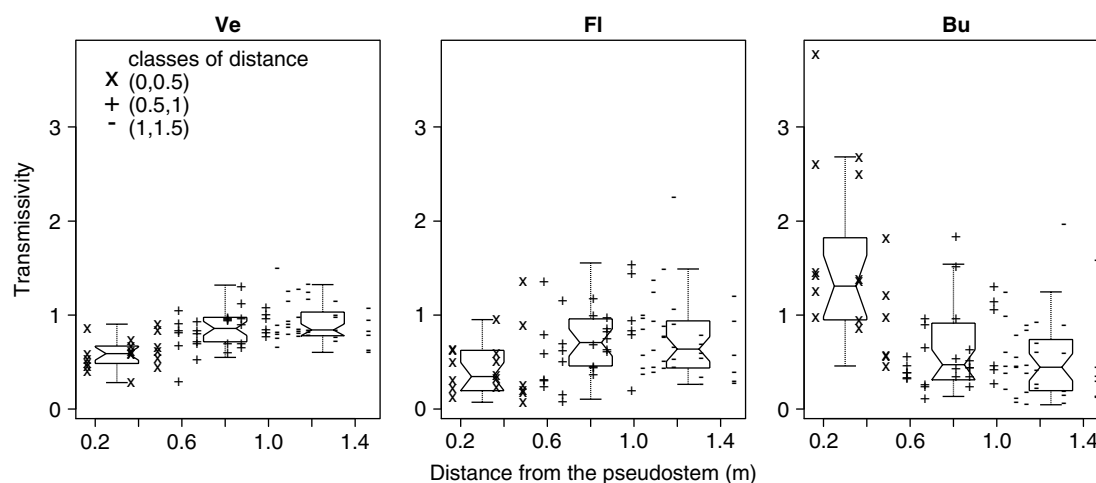 Ve
Fl
Bu
classes of distance
x (0,0.5)
+ (0.5,1)
- (1,1.5)
Transmissivity
3
2
1
0
3
2
1
0
3
2
1
0
0.2 0.6 1.0 1.4
0.2 0.6 1.0 1.4
0.2 0.6 1.0 1.4
Distance from the pseudostem (m)